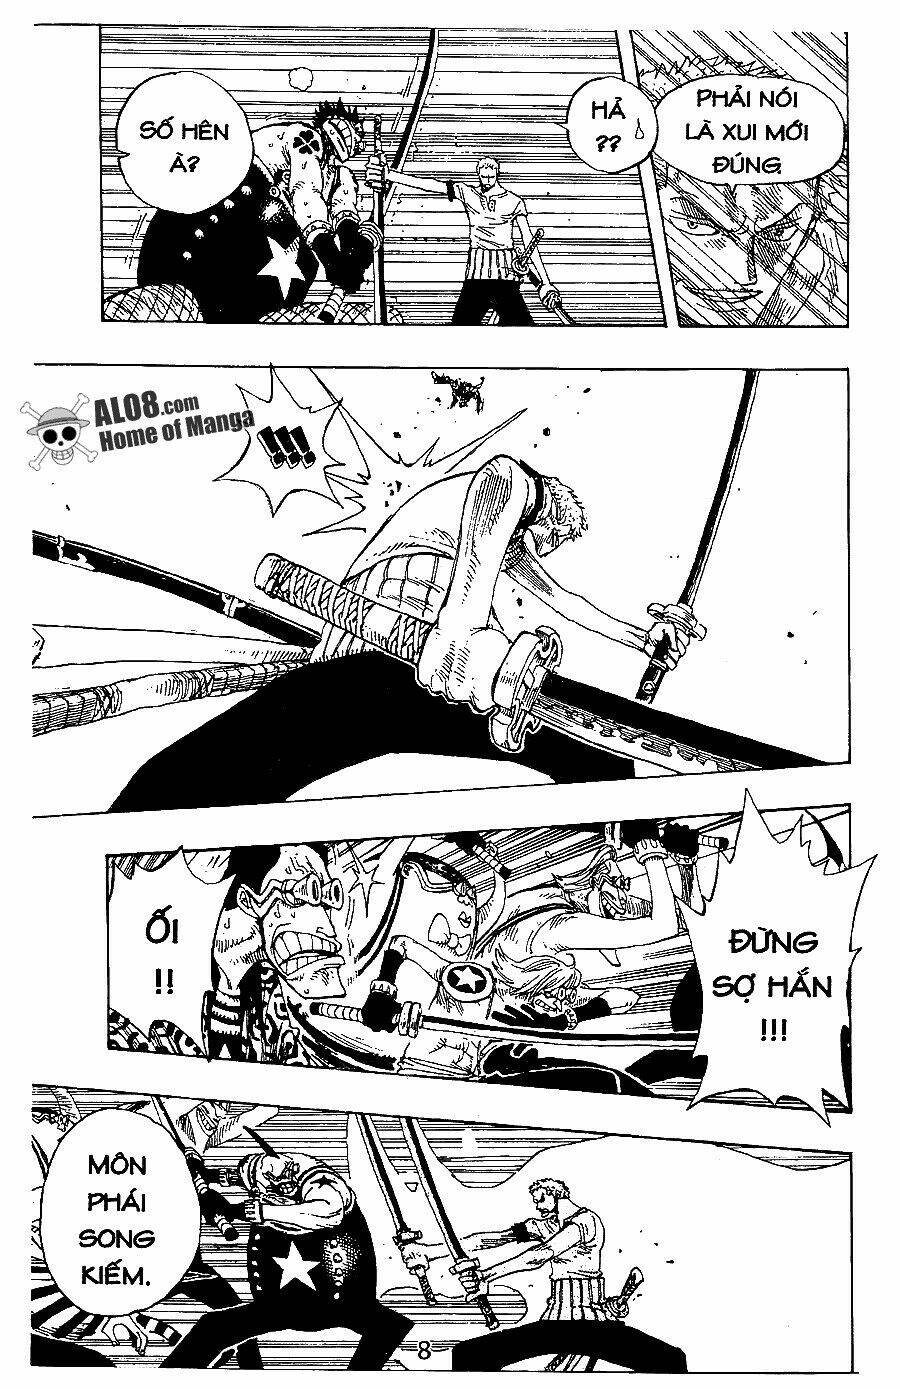 PHẢI NÓI
LÀ XUI MỚI
ĐÚNG.
HẢ
??
SỐ HÊN
À?
AL08.com
Home of Manga
!!!
ĐỪNG
SỢ HẮN
!!!
ỐI
!!
MÔN
PHÁI
SONG
KIẾM.
8